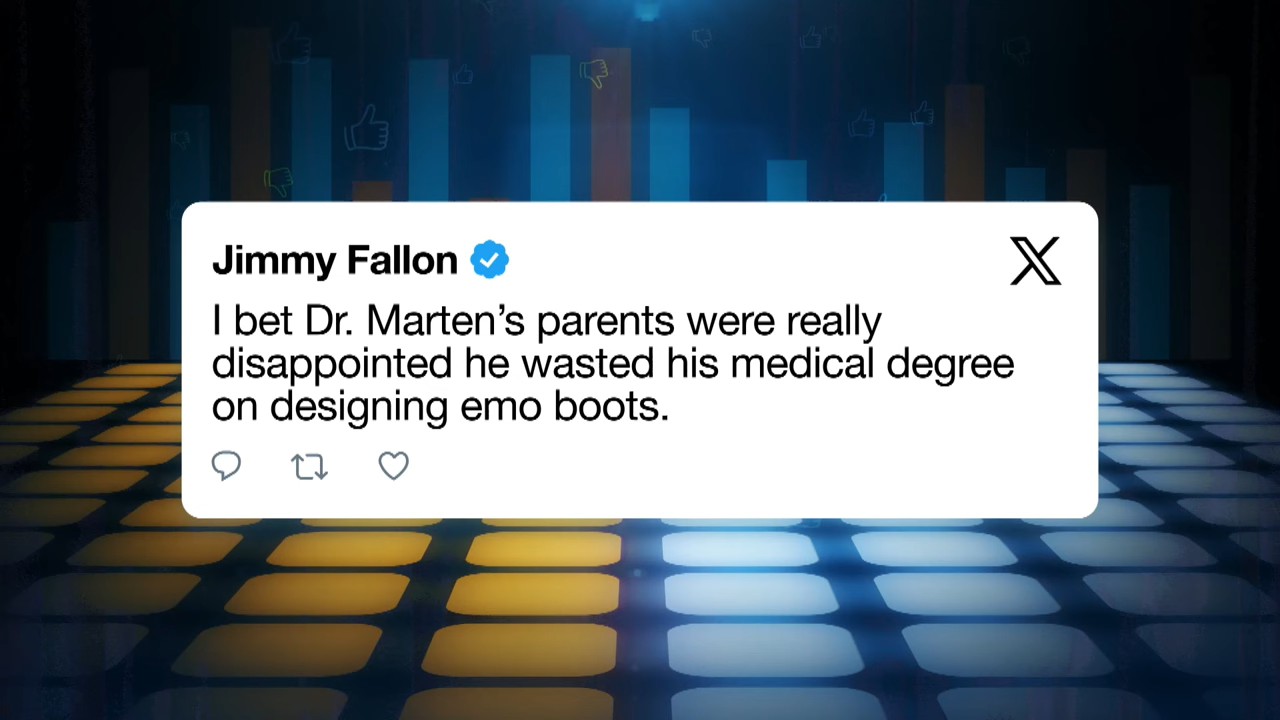 Jimmy Fallon
I bet Dr. Marten’s parents were really
disappointed he wasted his medical degree
on designing emo boots.